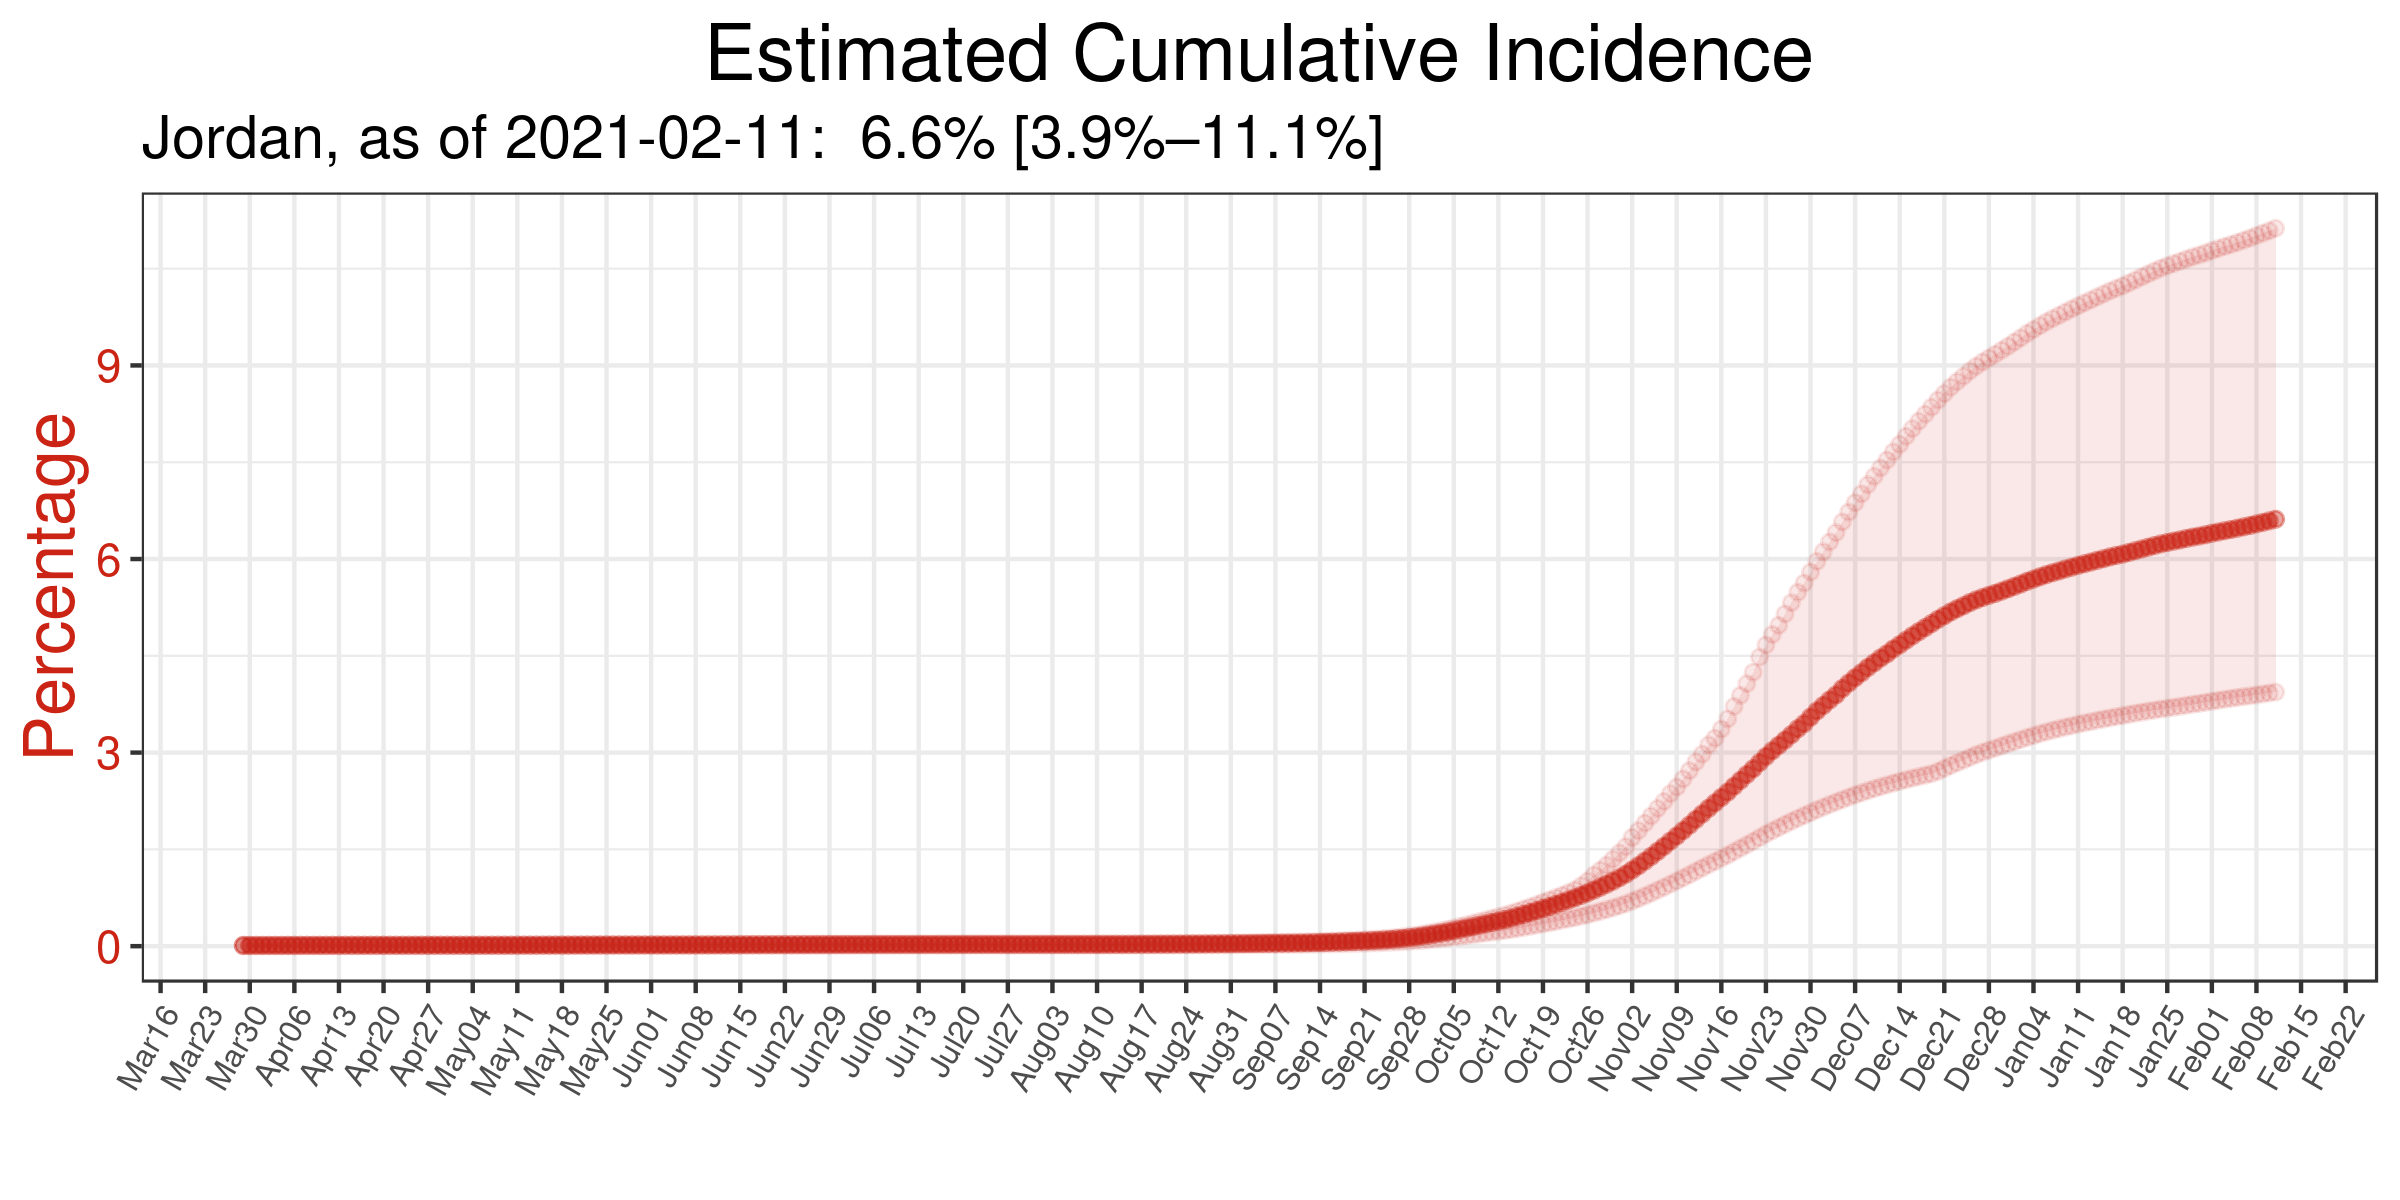 Estimated Cumulative Incidence
Jordan, as of 2021-02-11:  6.6% [3.9%–11.1%]
Percentage
9
6
3
0
Mar16
Mar23
Mar30
Apr06
Apr13
Apr20
Apr27
May04
May11
May18
May25
Jun01
Jun08
Jun15
Jun22
Jun29
Jul06
Jul13
Jul20
Jul27
Aug03
Aug10
Aug17
Aug24
Aug31
Sep07
Sep14
Sep21
Sep28
Oct05
Oct12
Oct19
Oct26
Nov02
Nov09
Nov16
Nov23
Nov30
Dec07
Dec14
Dec21
Dec28
Jan04
Jan11
Jan18
Jan25
Feb01
Feb08
Feb15
Feb22